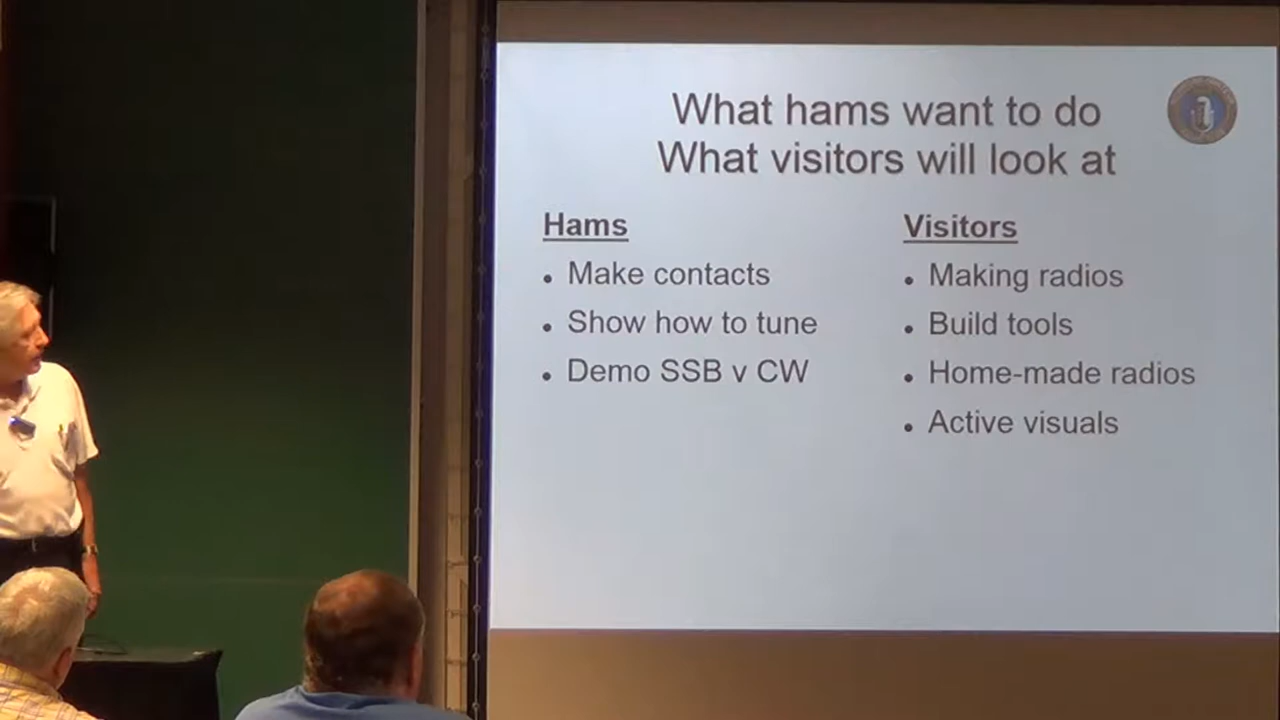 What hams want to do
What visitors will look at
Hams
• Make contacts
• Show how to tune
• Demo SSB v CW
Visitors
• Making radios
• Build tools
• Home-made radios
• Active visuals